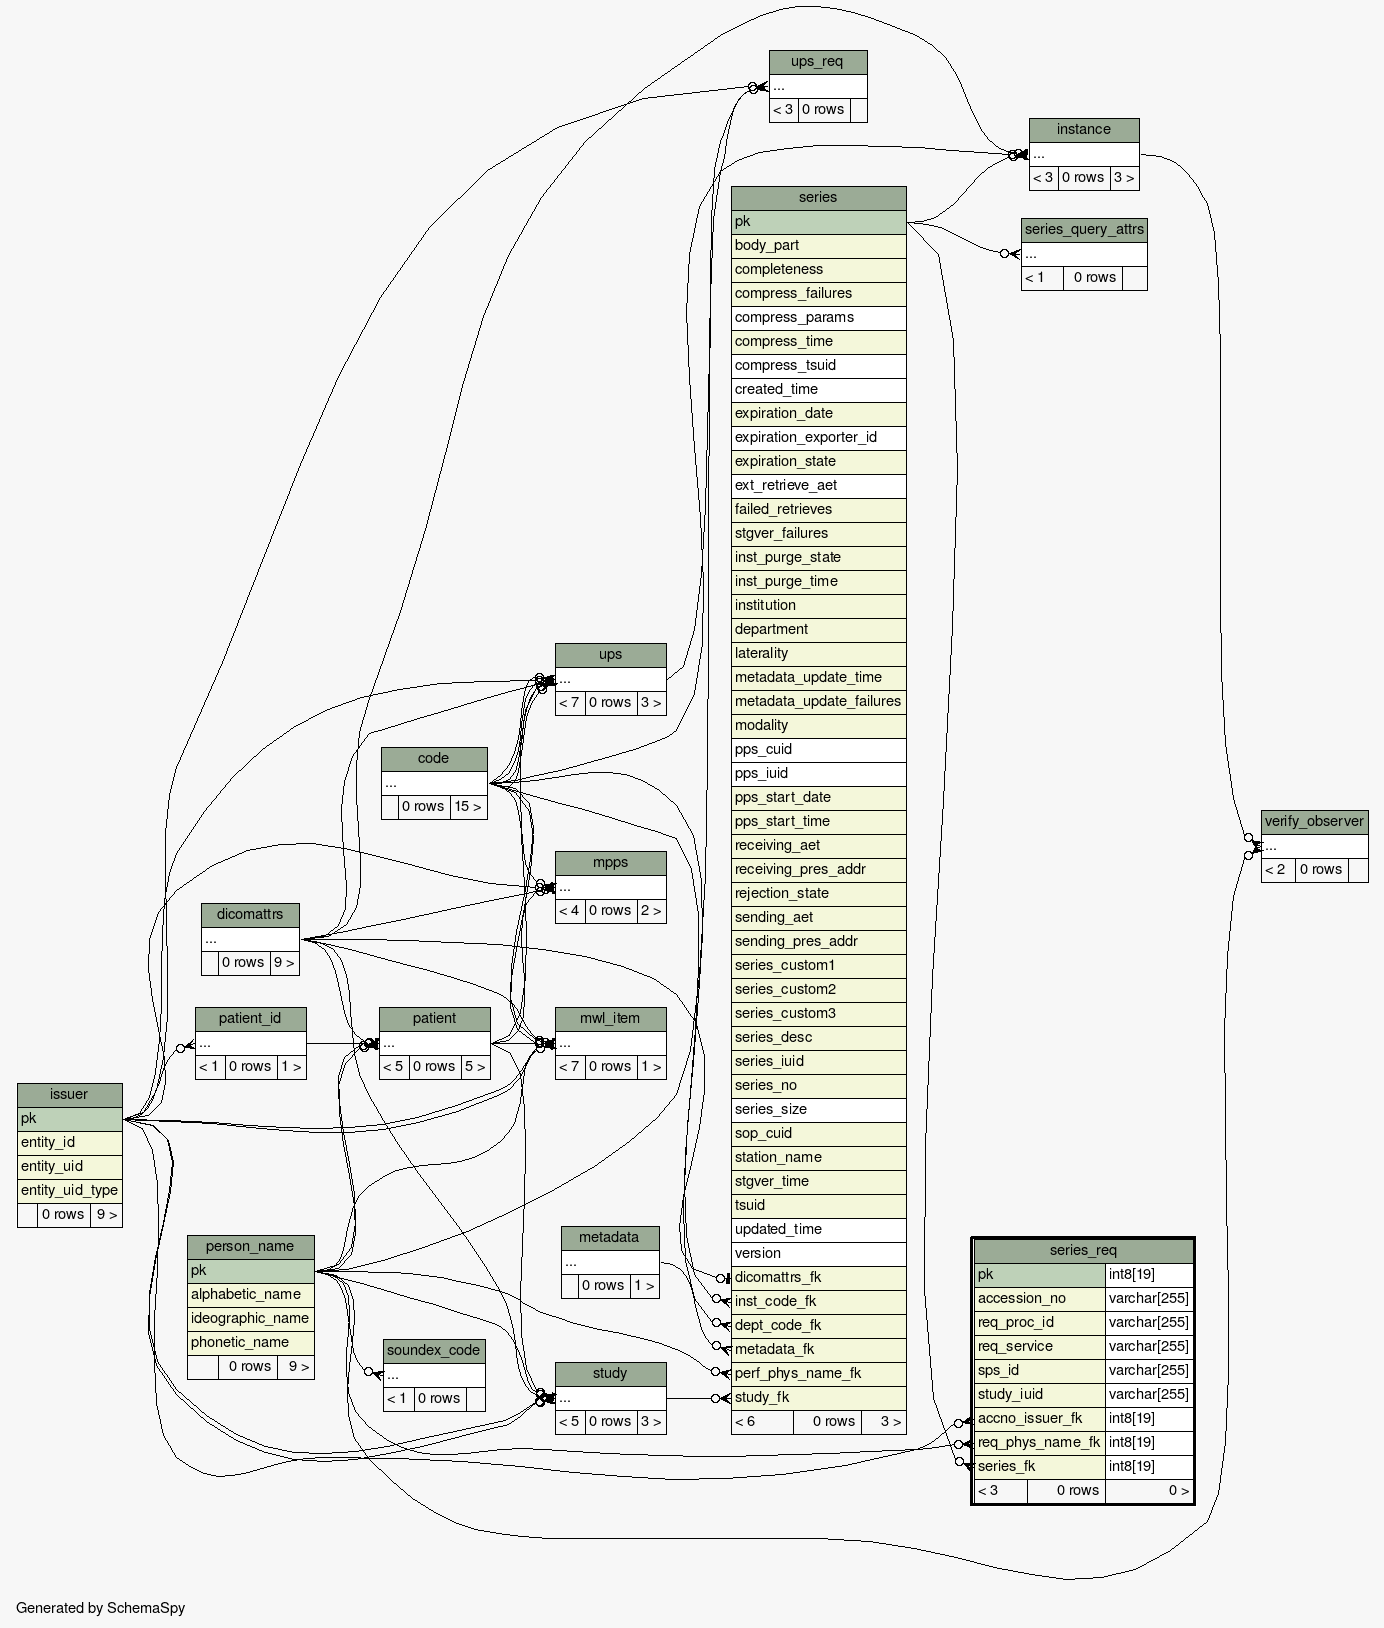 ups_req
...
< 3 0 rows
instance
...
< 3 0 rows 3 >
series_query_attrs
...
< 1 0 rows
series
pk
body_part
completeness
compress_failures
compress_params
compress_time
compress_tsuid
created_time
expiration_date
expiration_exporter_id
expiration_state
ext_retrieve_aet
failed_retrieves
stgver_failures
inst_purge_state
inst_purge_time
institution
department
laterality
metadata_update_time
metadata_update_failures
modality
pps_cuid
pps_iuid
pps_start_date
pps_start_time
receiving_aet
receiving_pres_addr
rejection_state
sending_aet
sending_pres_addr
series_custom1
series_custom2
series_custom3
series_desc
series_iuid
series_no
series_size
sop_cuid
station_name
stgver_time
tsuid
updated_time
version
dicomattrs_fk
inst_code_fk
dept_code_fk
metadata_fk
perf_phys_name_fk
study_fk
< 6 0 rows 3 >
ups
...
< 7 0 rows 3 >
code
...
0 rows 15 >
mpps
...
< 4 0 rows 2 >
verify_observer
...
< 2 0 rows
dicomattrs
...
0 rows 9 >
patient_id
...
< 1 0 rows 1 >
patient
...
< 5 0 rows 5 >
mwl_item
...
< 7 0 rows 1 >
issuer
pk
entity_id
entity_uid
entity_uid_type
0 rows 9 >
person_name
pk
alphabetic_name
ideographic_name
phonetic_name
0 rows 9 >
metadata
...
0 rows 1 >
soundex_code
...
< 1 0 rows
study
...
< 5 0 rows 3 >
series_req
pk int8[19]
accession_no varchar[255]
req_proc_id varchar[255]
req_service varchar[255]
sps_id varchar[255]
study_iuid varchar[255]
accno_issuer_fk int8[19]
req_phys_name_fk int8[19]
series_fk int8[19]
< 3 0 rows 0 >
Generated by SchemaSpy